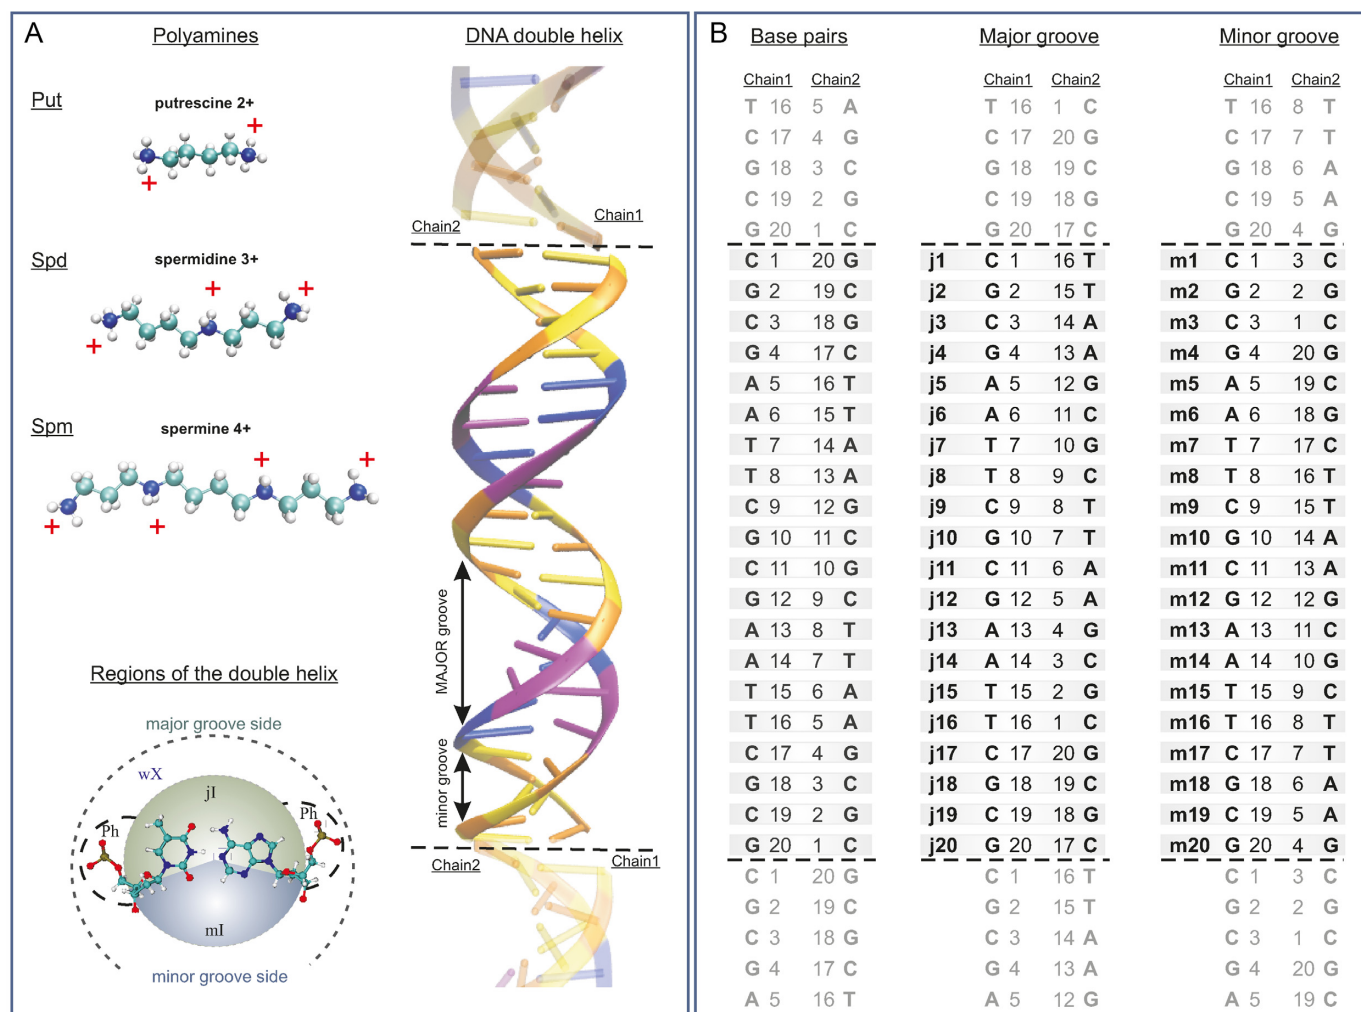 A
Polyamines
DNA double helix
Put
putrescine 2+
+
+
Chain2
Chain1
Spd
spermidine 3+
+
+
+
Spm
spermine 4+
+
+
+
+
MAJOR groove
minor groove
Chain2
Chain1
Regions of the double helix
major groove side
wX
jI
Ph
Ph
mI
minor groove side
B
Base pairs Major groove Minor groove
Chain1 Chain2 Chain1 Chain2 Chain1 Chain2
T 16 5 A T 16 1 C T 16 8 T
C 17 4 G C 17 20 G C 17 7 T
G 18 3 C G 18 19 C G 18 6 A
C 19 2 G C 19 18 G C 19 5 A
G 20 1 C G 20 17 C G 20 4 G
C 1 20 G j1 C 1 16 T m1 C 1 3 C
G 2 19 C j2 G 2 15 T m2 G 2 2 G
C 3 18 G j3 C 3 14 A m3 C 3 1 C
G 4 17 C j4 G 4 13 A m4 G 4 20 G
A 5 16 T j5 A 5 12 G m5 A 5 19 C
A 6 15 T j6 A 6 11 C m6 A 6 18 G
T 7 14 A j7 T 7 10 G m7 T 7 17 C
T 8 13 A j8 T 8 9 C m8 T 8 16 T
C 9 12 G j9 C 9 8 T m9 C 9 15 T
G 10 11 C j10 G 10 7 T m10 G 10 14 A
C 11 10 G j11 C 11 6 A m11 C 11 13 A
G 12 9 C j12 G 12 5 A m12 G 12 12 G
A 13 8 T j13 A 13 4 G m13 A 13 11 C
A 14 7 T j14 A 14 3 C m14 A 14 10 G
T 15 6 A j15 T 15 2 G m15 T 15 9 C
T 16 5 A j16 T 16 1 C m16 T 16 8 T
C 17 4 G j17 C 17 20 G m17 C 17 7 T
G 18 3 C j18 G 18 19 C m18 G 18 6 A
C 19 2 G j19 C 19 18 G m19 C 19 5 A
G 20 1 C j20 G 20 17 C m20 G 20 4 G
C 1 20 G C 1 16 T C 1 3 C
G 2 19 C G 2 15 T G 2 2 G
C 3 18 G C 3 14 A C 3 1 C
G 4 17 C G 4 13 A G 4 20 G
A 5 16 T A 5 12 G A 5 19 C